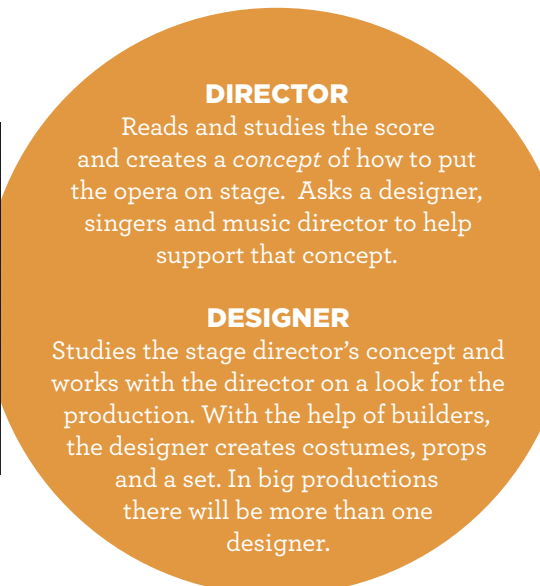 DIRECTOR
Reads and studies the score
and creates a concept of how to put
the opera on stage.  Asks a designer,
singers and music director to help
support that concept.
DESIGNER
Studies the stage director’s concept and
works with the director on a look for the
production. With the help of builders,
the designer creates costumes, props
and a set. In big productions
there will be more than one
designer.